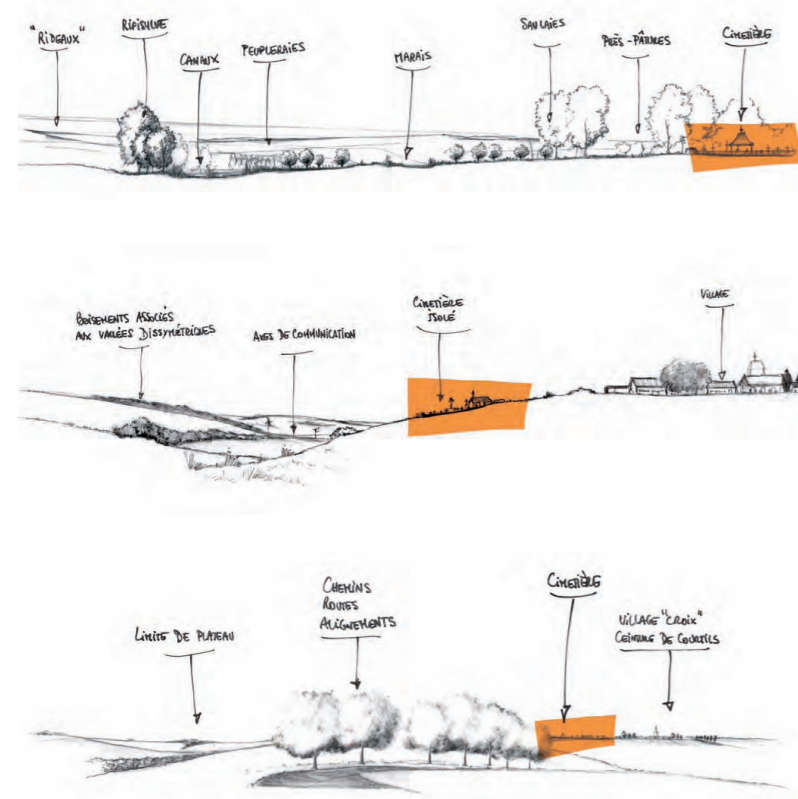 "RIDEAUX"
RIPISYLVE
CANAUX
PEUPLERAIES
MARAIS
SAULAIES
PRÈS-PÂTURES
CIMETIÈRE
BOISEMENTS ASSOCIÉS
AUX VALLÉES DISSYMÉTRIQUES
AXES DE COMMUNICATION
CIMETIÈRE
ISOLÉ
VILLAGE
LIMITE DE PLATEAU
CHEMINS
ROUTES
ALIGNEMENTS
CIMETIÈRE
VILLAGE "CROIX"
CEINTURE DE COURTILS